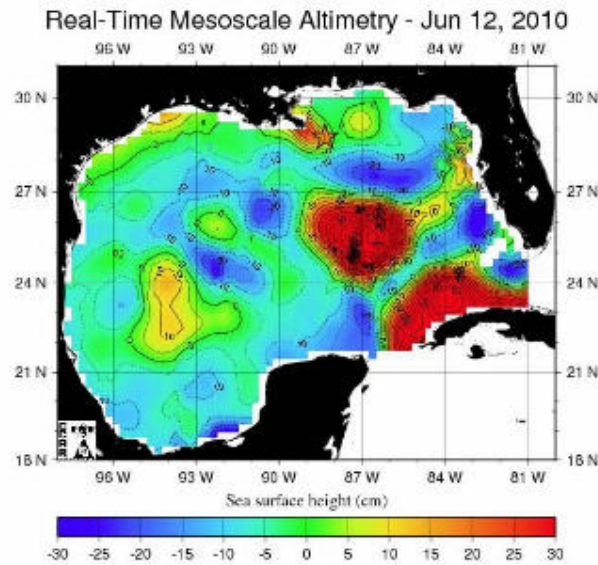 Real-Time Mesoscale Altimetry - Jun 12, 2010
96 W 93 W 90 W 87 W 84 W 81 W
30 N 30 N
27 N 27 N
24 N 24 N
21 N 21 N
18 N 18 N
96 W 93 W 90 W 87 W 84 W 81 W
Sea surface height (cm)
-30 -25 -20 -15 -10 -5 0 5 10 15 20 25 30